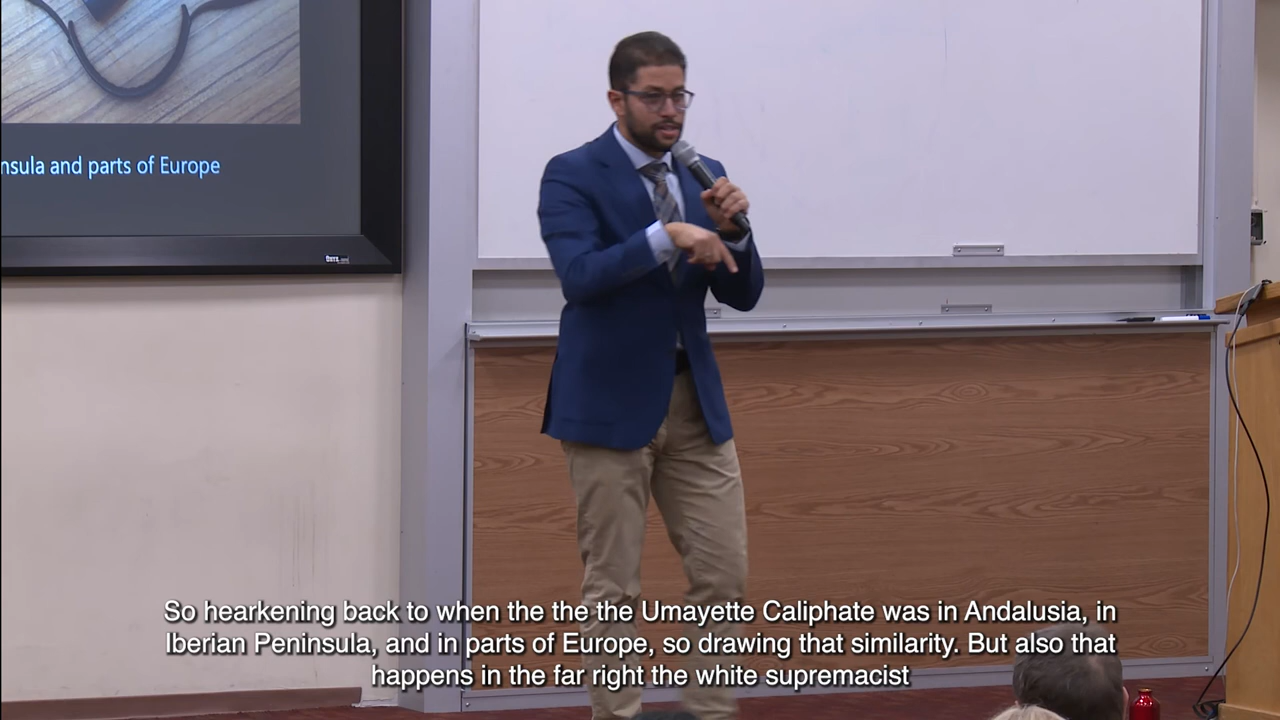 nsula and parts of Europe
So hearkening back to when the the the Umayette Caliphate was in Andalusia, in
Iberian Peninsula, and in parts of Europe, so drawing that similarity. But also that
happens in the far right the white supremacist